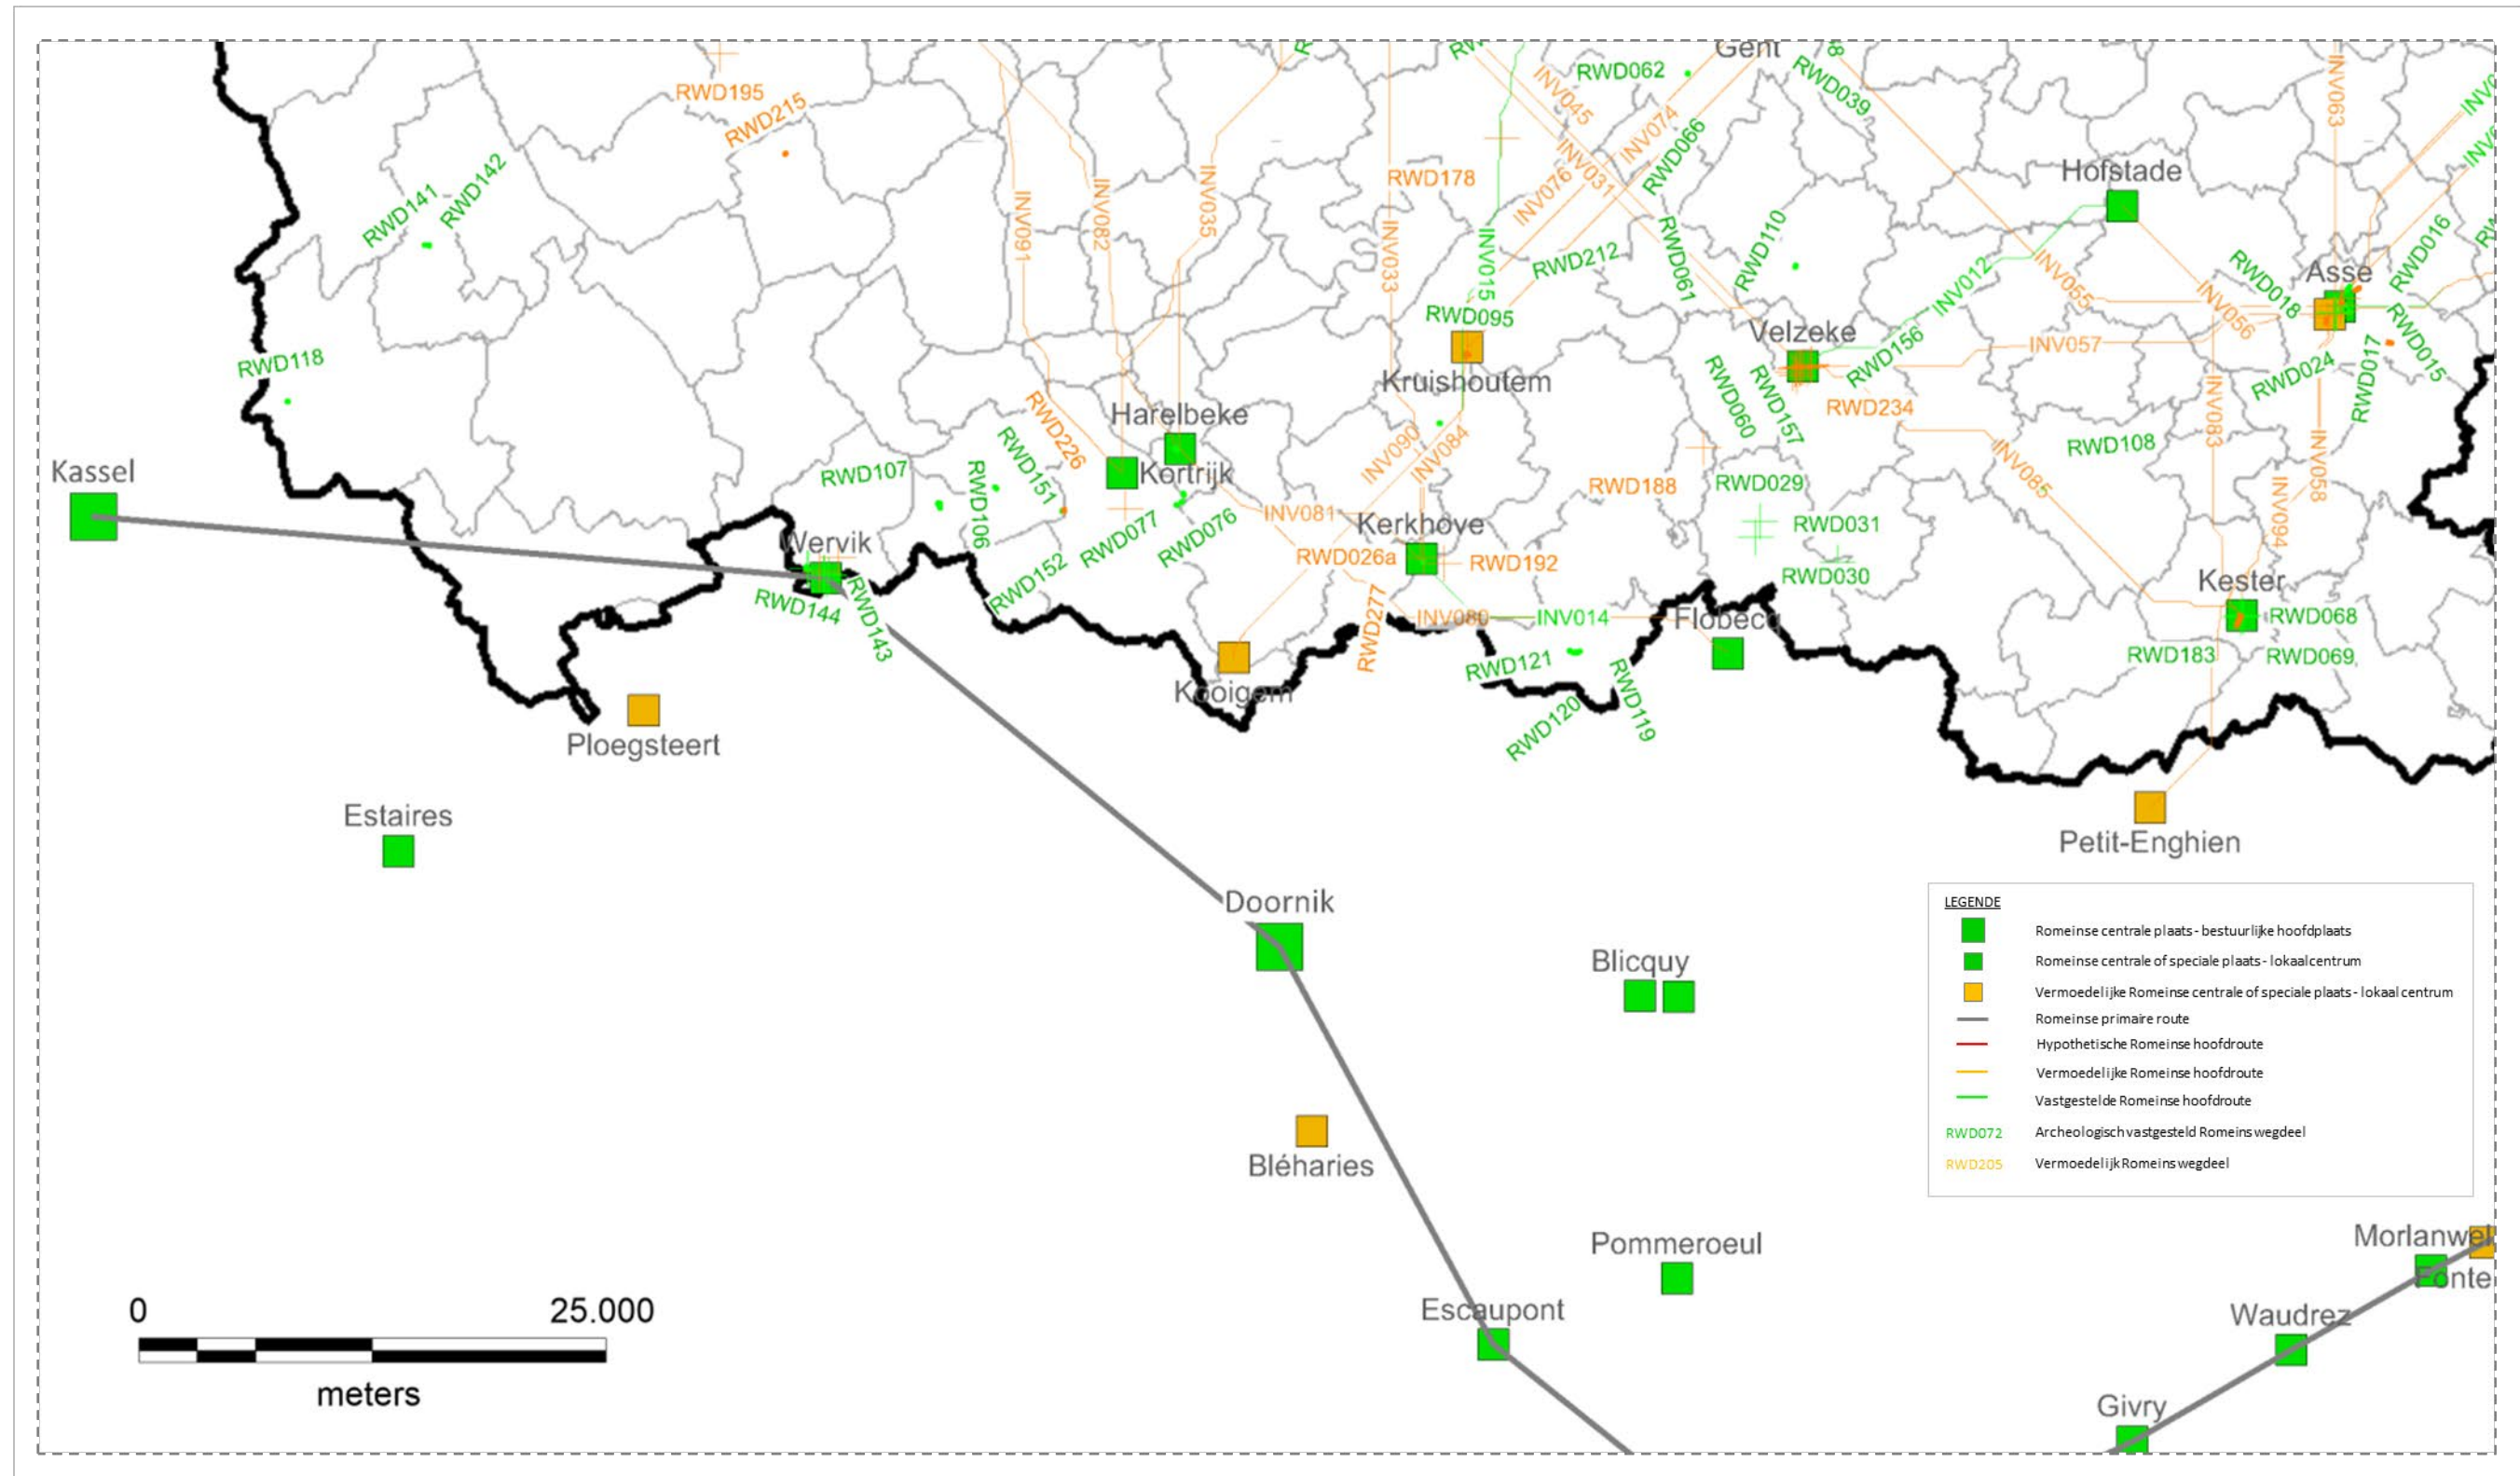 Gent
RWD062
RWD039
RWD195
RWD215
INV045
INV074
RWD066
INV063
RWD141
RWD142
INV091
INV082
INV035
RWD178
INV033
INV076
INV031
Hofstade
INV015
RWD212
RWD061
RWD110
INV012
INV055
INV056
RWD018
Asse
RWD016
RWD118
RWD095
Kruishoutem
Velzeke
RWD156
INV057
RWD024
RWD017
RWD015
RWD060
RWD157
RWD234
INV083
RWD226
Harelbeke
Kortrijk
INV090
INV084
INV085
RWD108
INV058
INV094
Kassel
RWD107
RWD106
RWD151
RWD188
RWD029
INV081
Kerkhove
RWD031
Wervik
RWD077
RWD076
RWD026a
RWD192
RWD030
RWD144
RWD143
RWD152
RWD277
INV080
INV014
Flobecq
Kester
RWD068
RWD121
RWD183
RWD069
Kooigem
RWD120
RWD119
Ploegsteert
Estaires
Petit-Enghien
Doornik
Blicquy
Bléharies
Pommeroeul
Escaupont
Morlanwel
Fonte
Waudrez
Givry
LEGENDE
Romeinse centrale plaats - bestuurlijke hoofdplaats
Romeinse centrale of speciale plaats - lokaal centrum
Vermoedelijke Romeinse centrale of speciale plaats - lokaal centrum
Romeinse primaire route
Hypothetische Romeinse hoofdroute
Vermoedelijke Romeinse hoofdroute
Vastgestelde Romeinse hoofdroute
RWD072 Archeologisch vastgesteld Romeins wegdeel
RWD205 Vermoedelijk Romeins wegdeel
0 25.000
meters